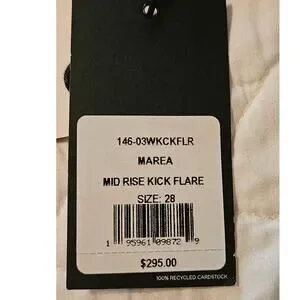 146-03WKCKFLR
MAREA
MID RISE KICK FLARE
SIZE: 28
1 95961 09872 9
$295.00
100% RECYCLED CARDSTOCK